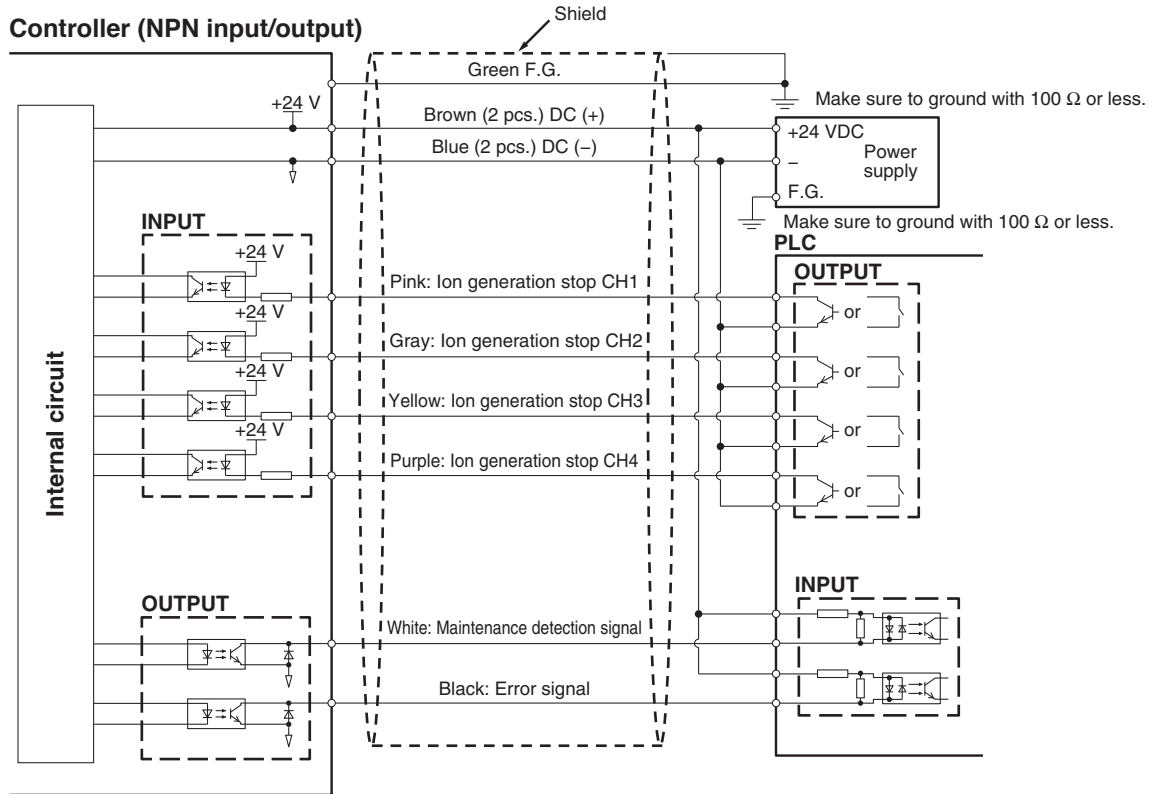 Shield
Controller (NPN input/output)
Green F.G.
Make sure to ground with 100 Ω or less.
+24 V
Brown (2 pcs.) DC (+)
+24 VDC
Blue (2 pcs.) DC (−)
−
Power
supply
F.G.
Make sure to ground with 100 Ω or less.
INPUT
PLC
+24 V
OUTPUT
Pink: Ion generation stop CH1
or
+24 V
Gray: Ion generation stop CH2
or
+24 V
Yellow: Ion generation stop CH3
or
+24 V
Purple: Ion generation stop CH4
or
Internal circuit
INPUT
OUTPUT
White: Maintenance detection signal
Black: Error signal